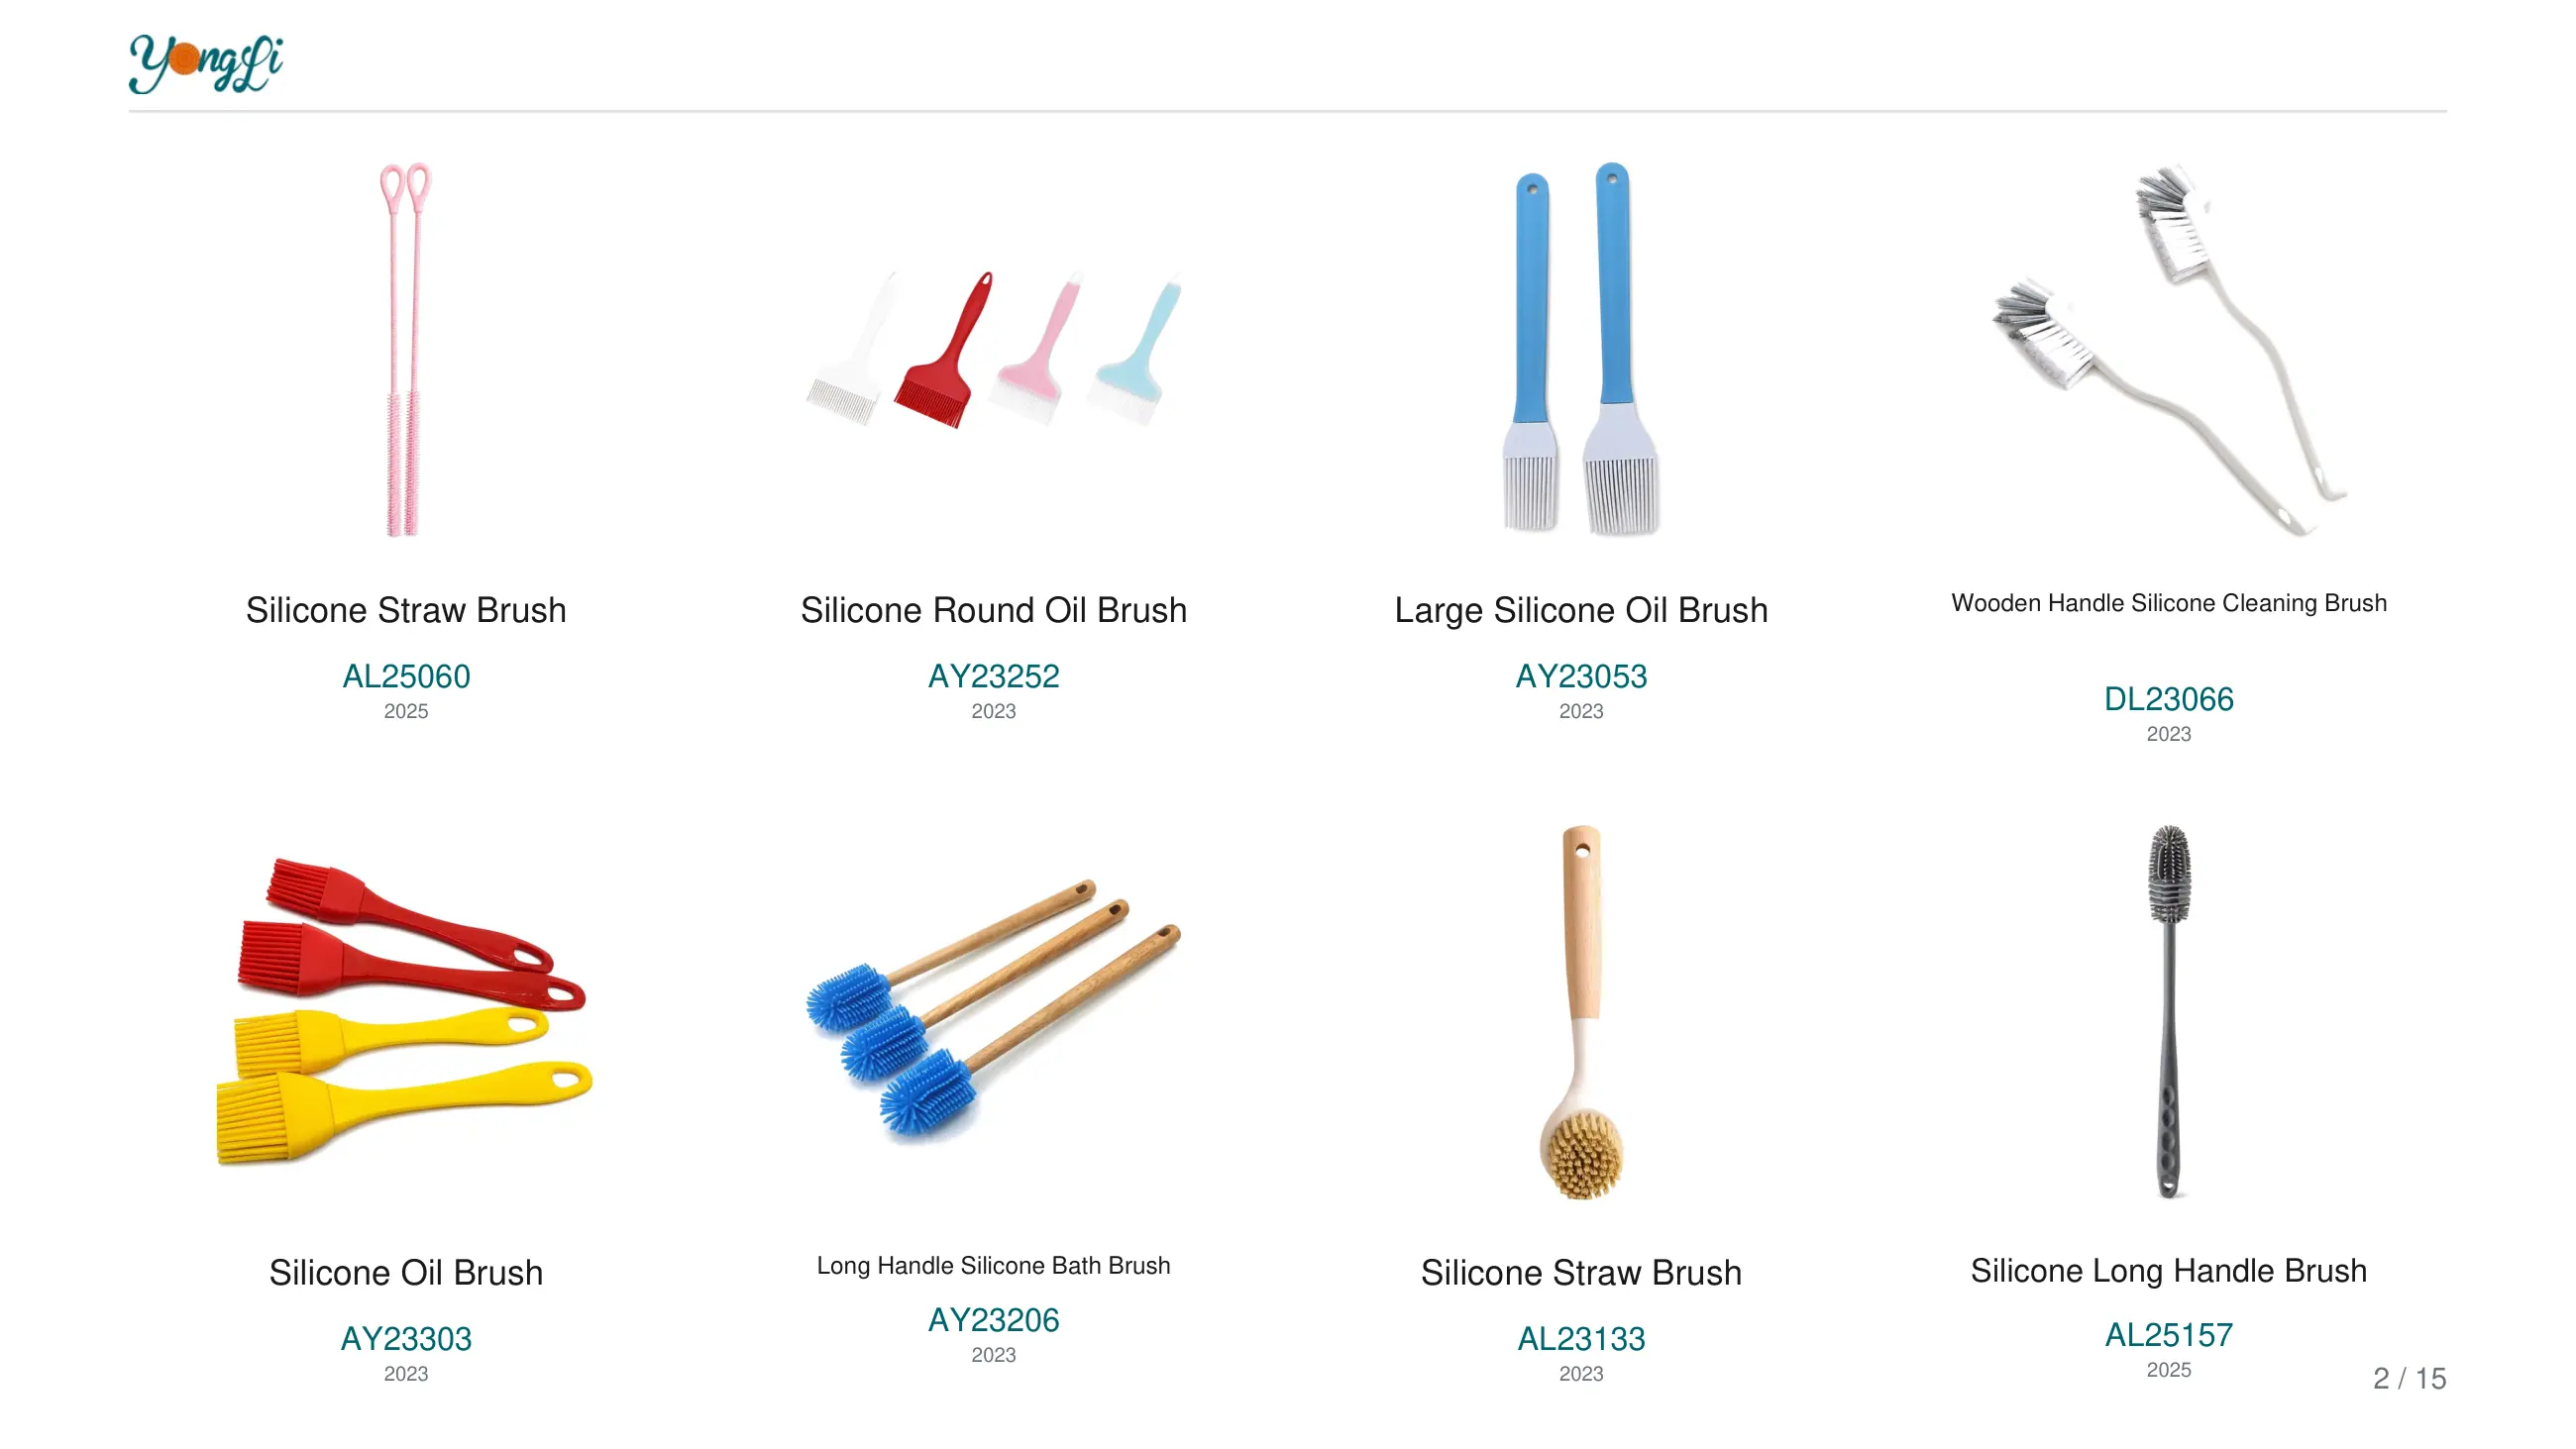 YongLi
Silicone Straw Brush
AL25060
2025
Silicone Round Oil Brush
AY23252
2023
Large Silicone Oil Brush
AY23053
2023
Wooden Handle Silicone Cleaning Brush
DL23066
2023
Silicone Oil Brush
AY23303
2023
Long Handle Silicone Bath Brush
AY23206
2023
Silicone Straw Brush
AL23133
2023
Silicone Long Handle Brush
AL25157
2025
2 / 15